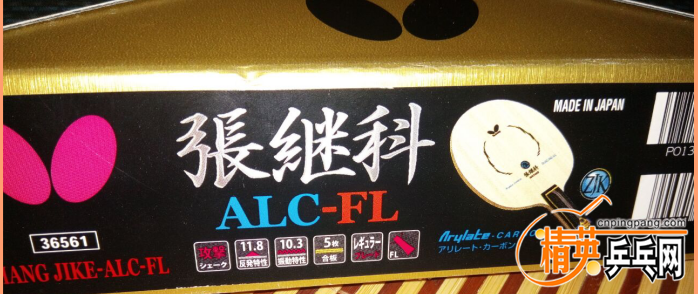 張継科
MADE IN JAPAN
ALC-FL
ZJK
36561
攻撃
シェーク
11.8
反発特性
10.3
振動特性
5枚
合板
レギュラー
FL
Arylate-CARBO
アリレート・カーボン
PO13
HANG JIKE-ALC-FL
cnpingpang.com
精英乒乓网